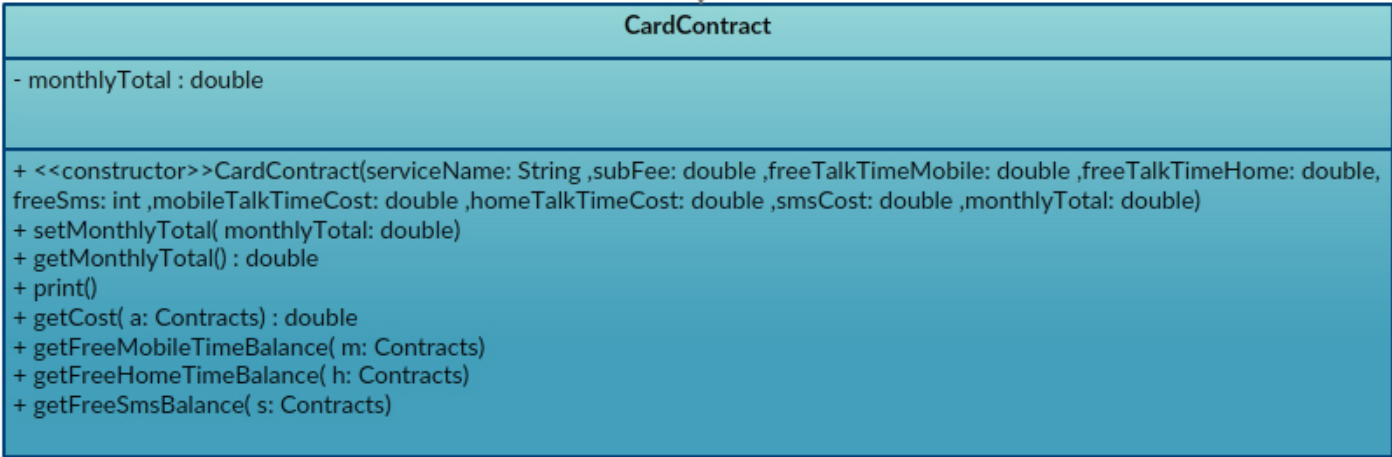 CardContract
- monthlyTotal : double
+ <<constructor>>CardContract(serviceName: String ,subFee: double ,freeTalkTimeMobile: double ,freeTalkTimeHome: double,
freeSms: int ,mobileTalkTimeCost: double ,homeTalkTimeCost: double ,smsCost: double ,monthlyTotal: double)
+ setMonthlyTotal( monthlyTotal: double)
+ getMonthlyTotal() : double
+ print()
+ getCost( a: Contracts) : double
+ getFreeMobileTimeBalance( m: Contracts)
+ getFreeHomeTimeBalance( h: Contracts)
+ getFreeSmsBalance( s: Contracts)